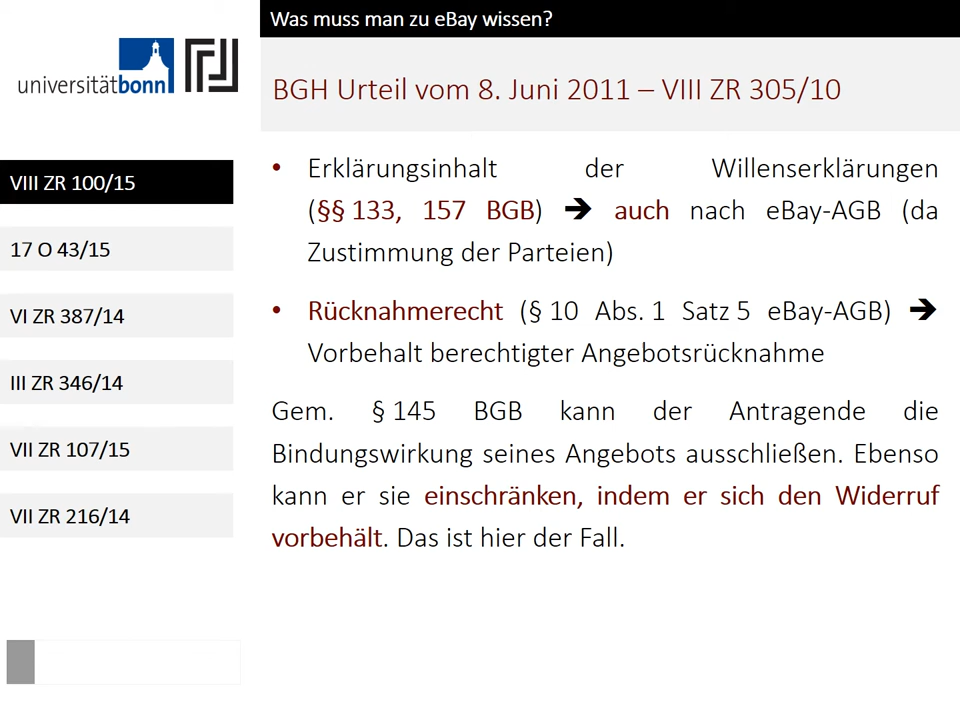 Was muss man zu eBay wissen?
universitätbonn
BGH Urteil vom 8. Juni 2011 – VIII ZR 305/10
VIII ZR 100/15
17 O 43/15
VI ZR 387/14
III ZR 346/14
VII ZR 107/15
VII ZR 216/14
• Erklärungsinhalt der Willenserklärungen
(§§ 133, 157 BGB) ➔ auch nach eBay-AGB (da
Zustimmung der Parteien)
• Rücknahmerecht (§ 10 Abs. 1 Satz 5 eBay-AGB) ➔
Vorbehalt berechtigter Angebotsrücknahme
Gem. § 145 BGB kann der Antragende die
Bindungswirkung seines Angebots ausschließen. Ebenso
kann er sie einschränken, indem er sich den Widerruf
vorbehält. Das ist hier der Fall.